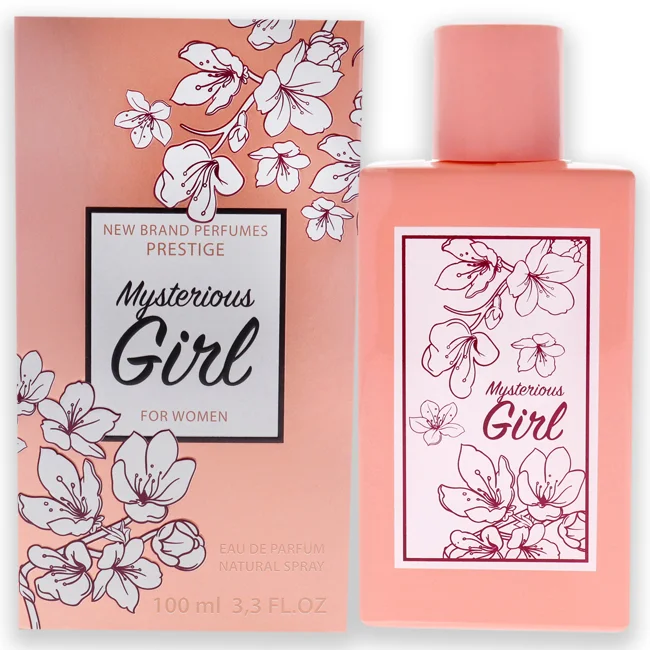 NEW BRAND PERFUMES
PRESTIGE
Mysterious
Girl
FOR WOMEN
EAU DE PARFUM
NATURAL SPRAY
100 ml 3,3 FL.OZ
Mysterious
Girl